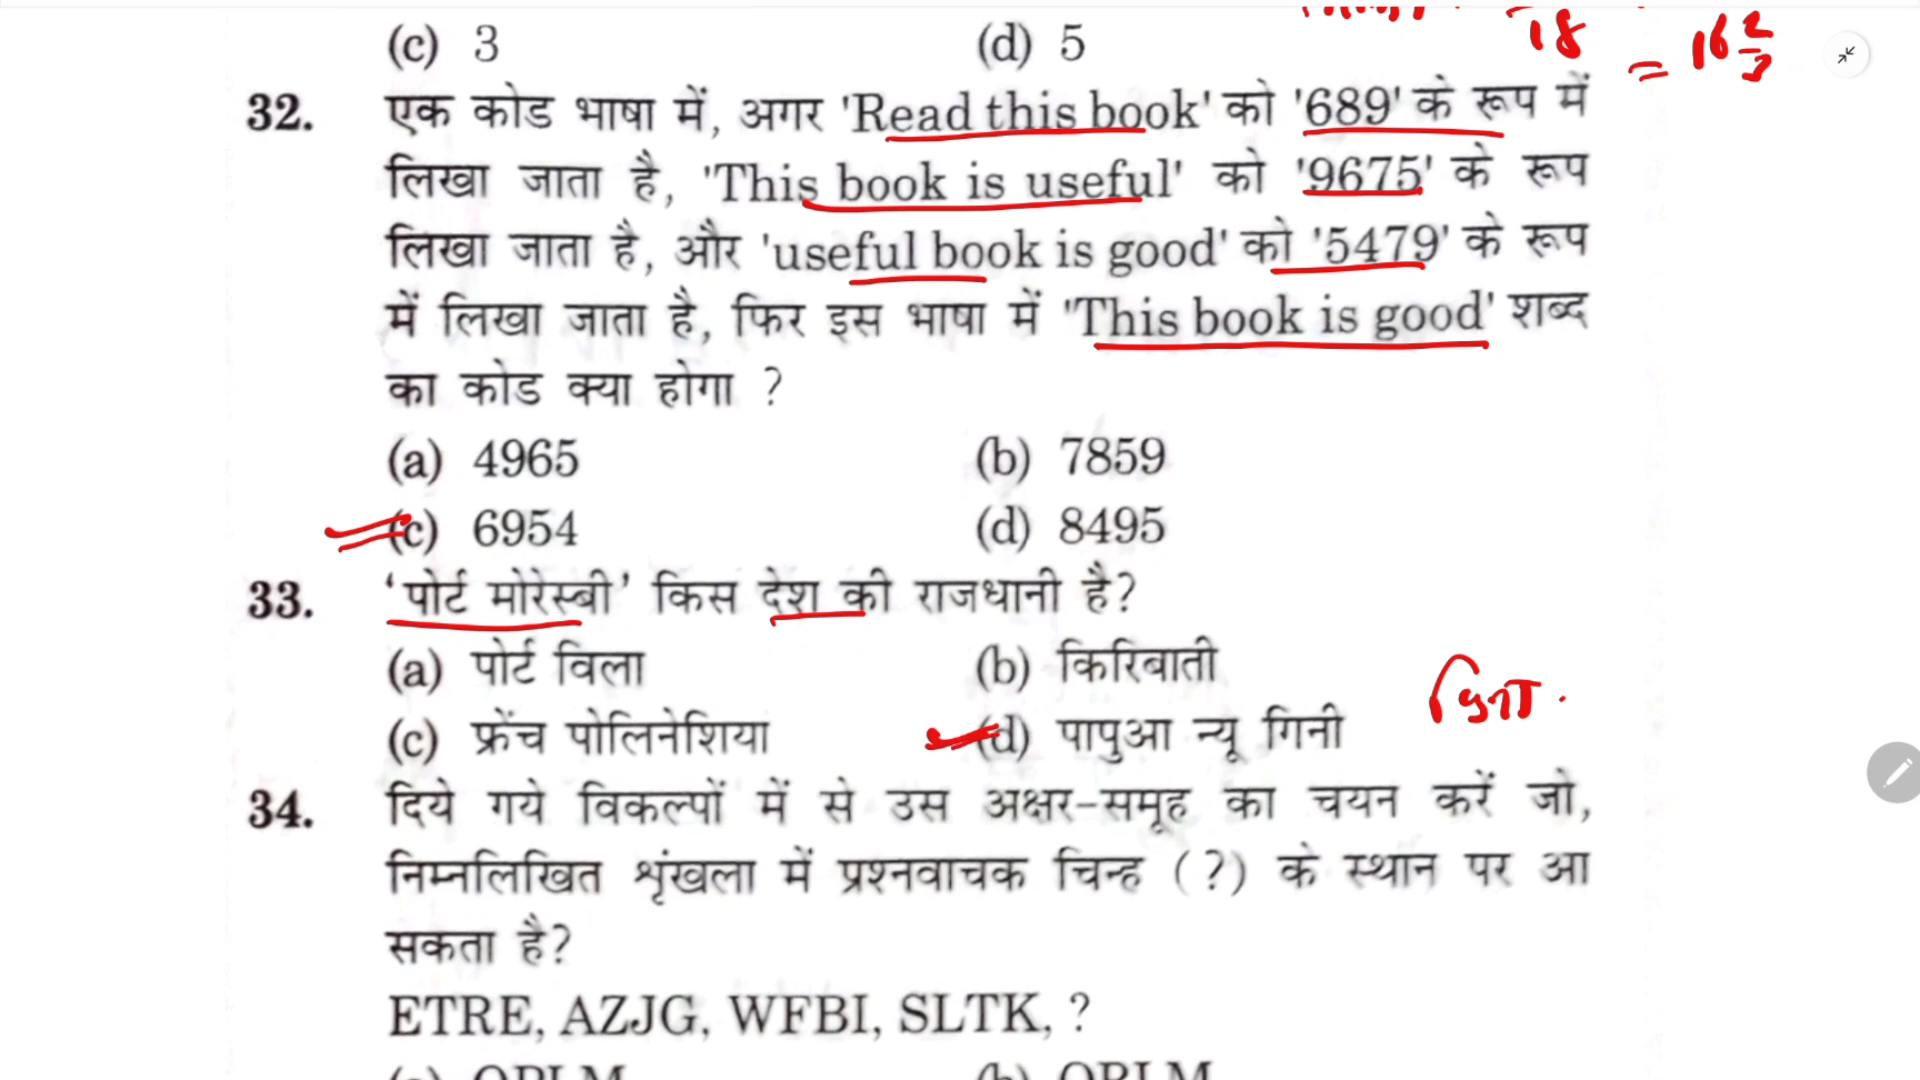 (c) 3 (d) 5
18 = 16 2/3
32. एक कोड भाषा में, अगर 'Read this book' को '689' के रूप में
लिखा जाता है, 'This book is useful' को '9675' के रूप
लिखा जाता है, और 'useful book is good' को '5479' के रूप
में लिखा जाता है, फिर इस भाषा में 'This book is good' शब्द
का कोड क्या होगा ?
(a) 4965 (b) 7859
(c) 6954 (d) 8495
33. 'पोर्ट मोरेस्बी' किस देश की राजधानी है?
(a) पोर्ट विला (b) किरिबाती
(c) फ्रेंच पोलिनेशिया (d) पापुआ न्यू गिनी
34. दिये गये विकल्पों में से उस अक्षर-समूह का चयन करें जो,
निम्नलिखित शृंखला में प्रश्नवाचक चिन्ह (?) के स्थान पर आ
सकता है?
ETRE, AZJG, WFBI, SLTK, ?